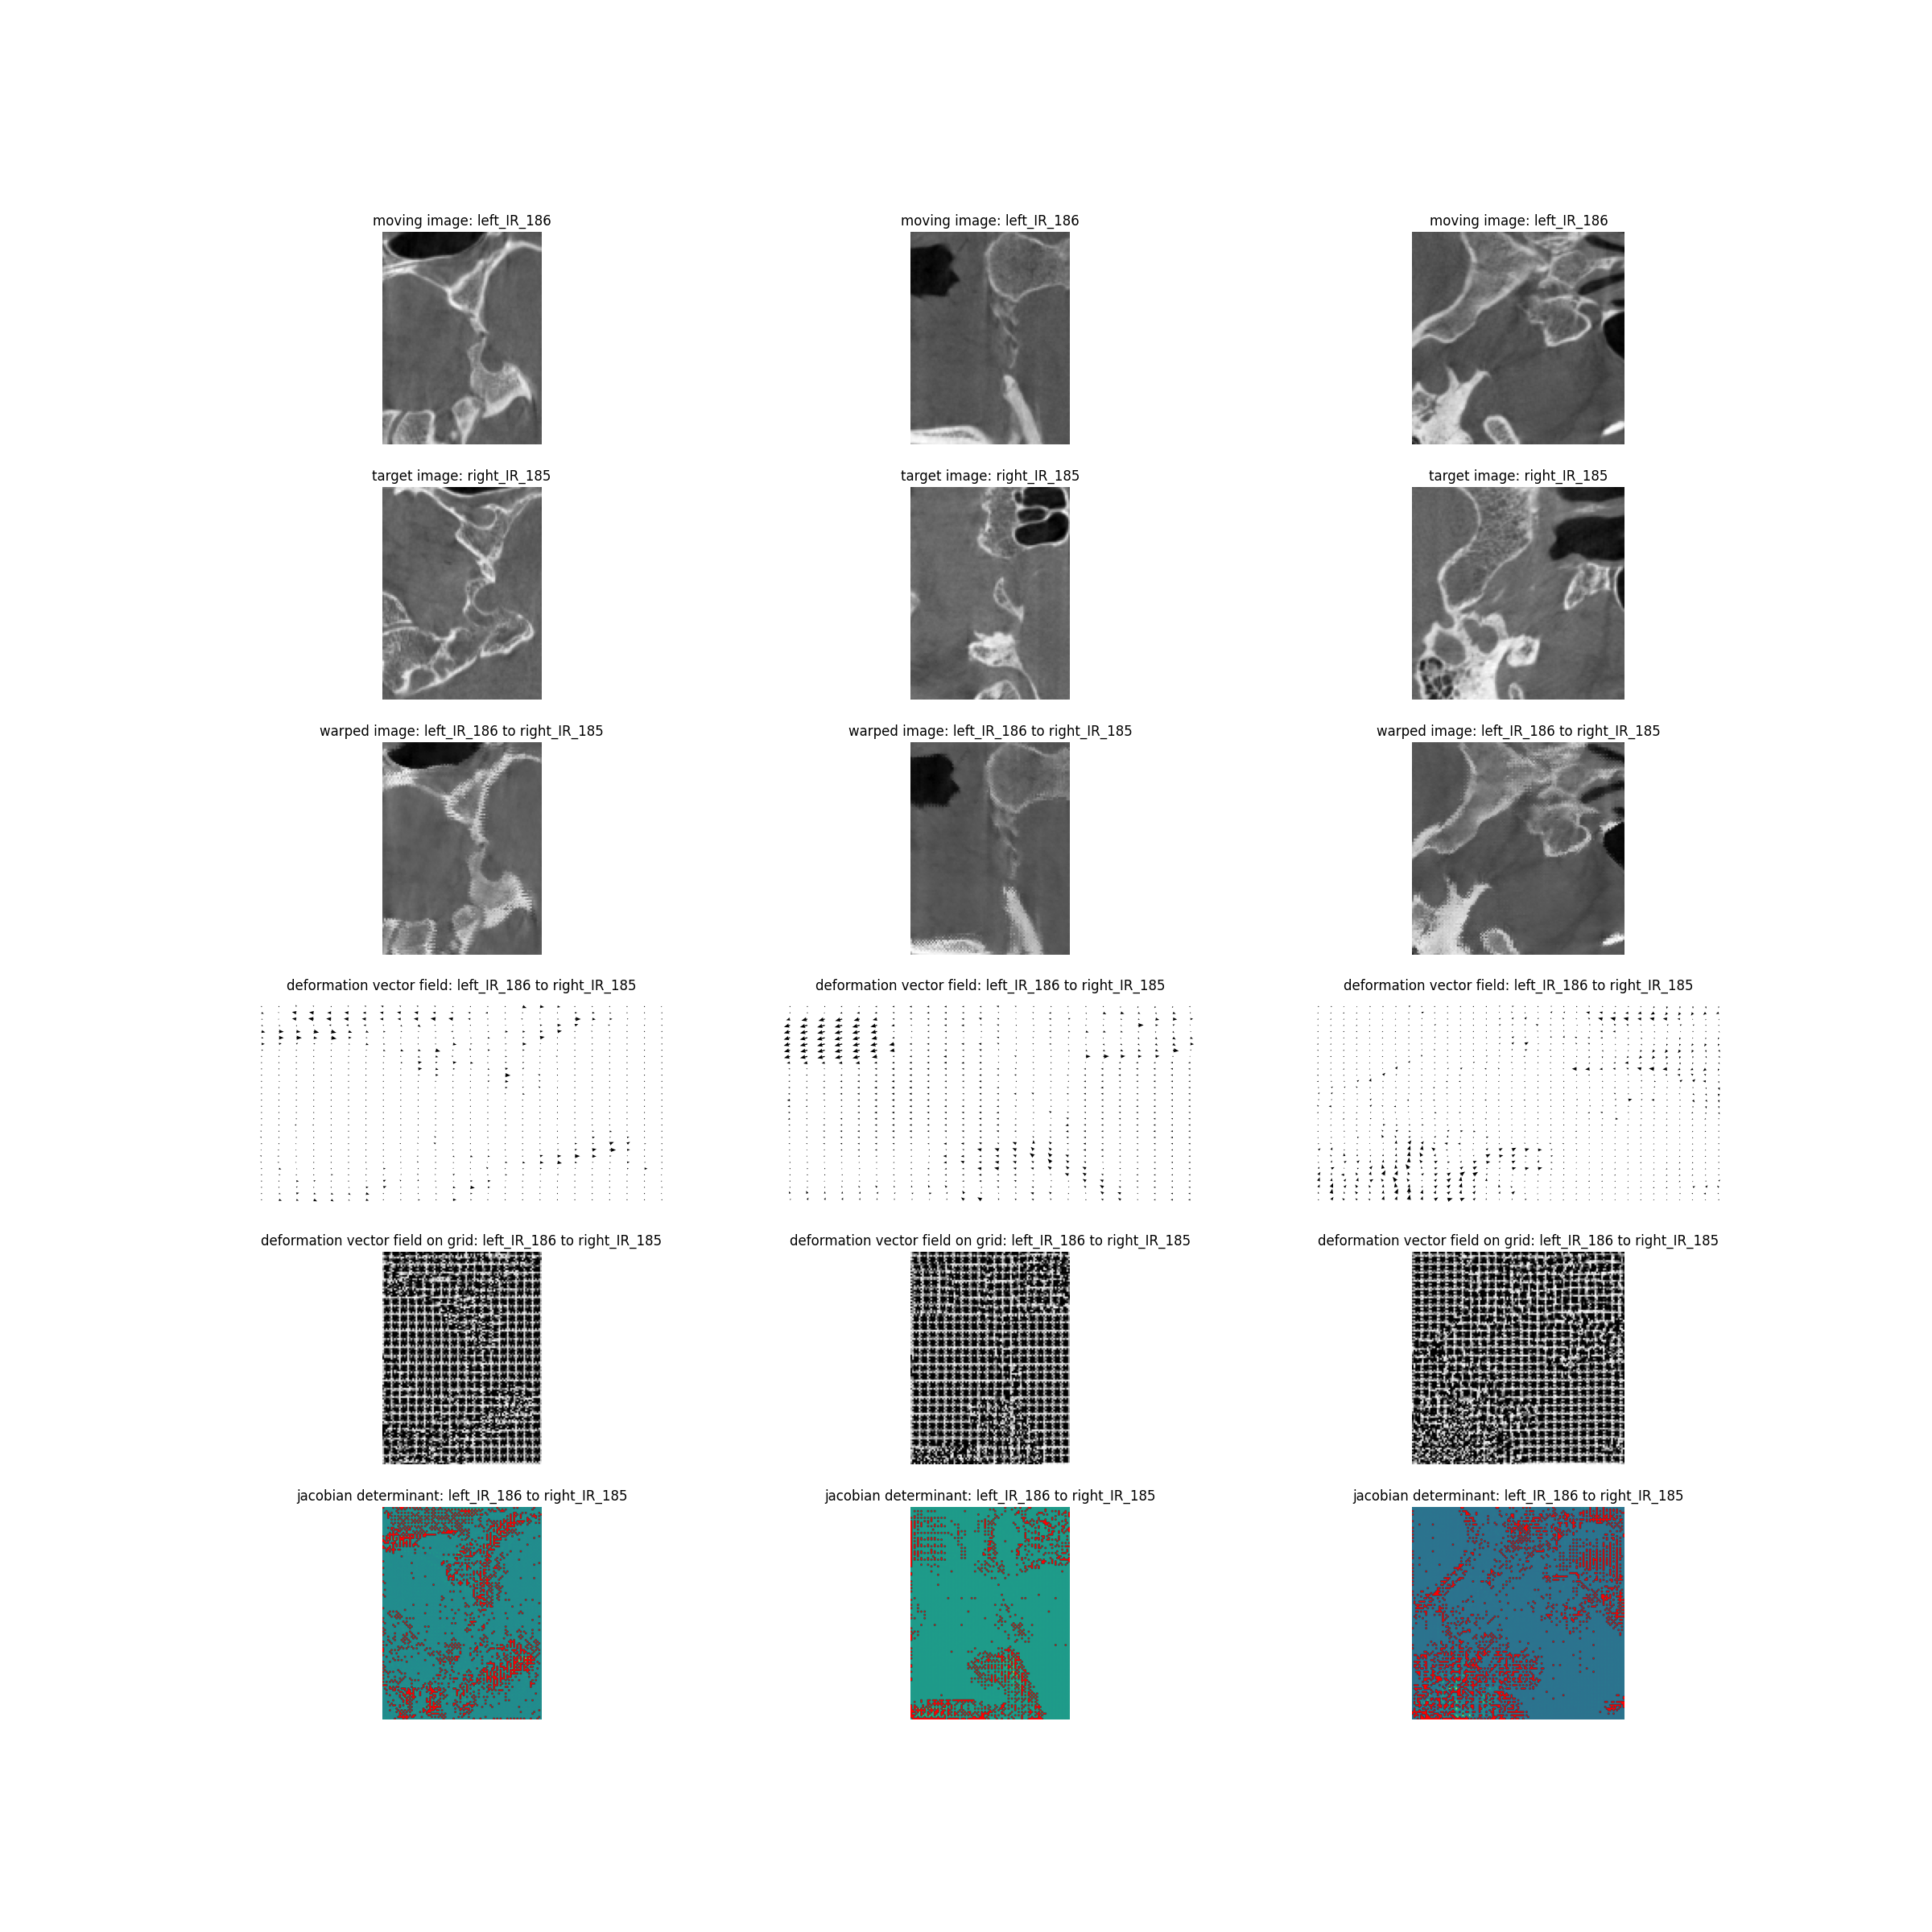 moving image: left_IR_186
moving image: left_IR_186
moving image: left_IR_186
target image: right_IR_185
target image: right_IR_185
target image: right_IR_185
warped image: left_IR_186 to right_IR_185
warped image: left_IR_186 to right_IR_185
warped image: left_IR_186 to right_IR_185
deformation vector field: left_IR_186 to right_IR_185
deformation vector field: left_IR_186 to right_IR_185
deformation vector field: left_IR_186 to right_IR_185
deformation vector field on grid: left_IR_186 to right_IR_185
deformation vector field on grid: left_IR_186 to right_IR_185
deformation vector field on grid: left_IR_186 to right_IR_185
jacobian determinant: left_IR_186 to right_IR_185
jacobian determinant: left_IR_186 to right_IR_185
jacobian determinant: left_IR_186 to right_IR_185